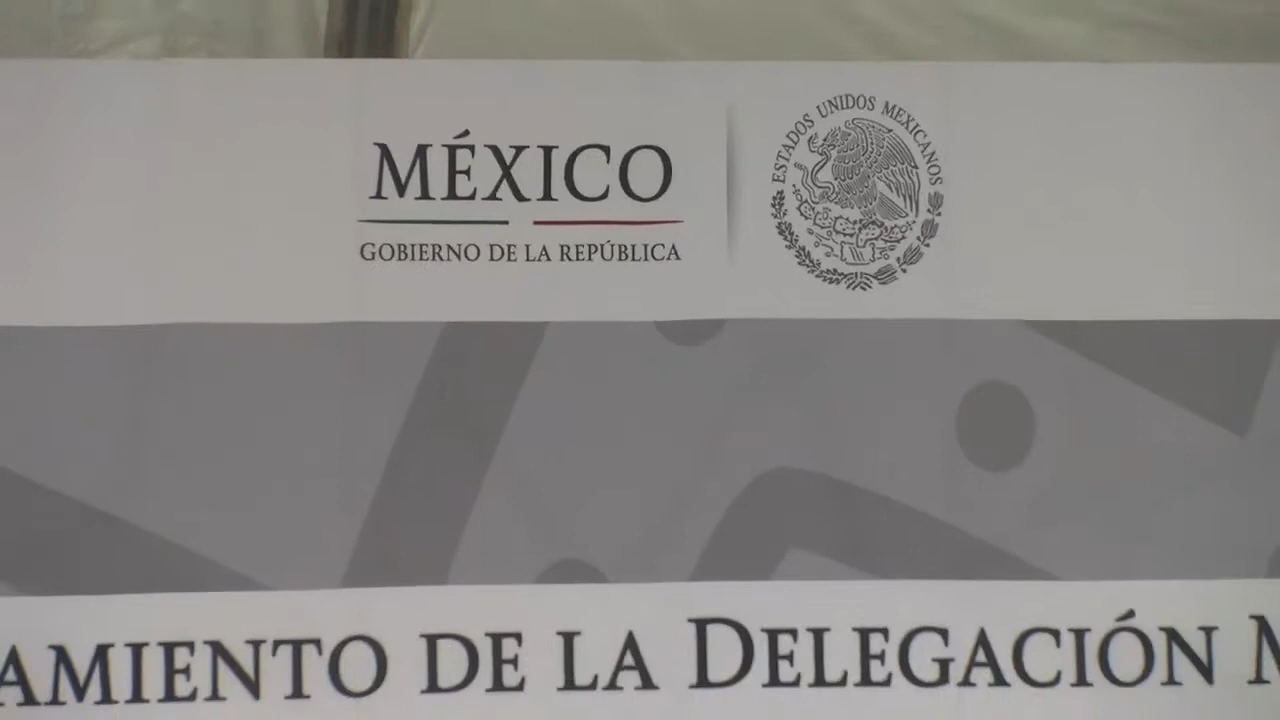 MÉXICO
GOBIERNO DE LA REPÚBLICA
ESTADOS UNIDOS MEXICANOS
AMIENTO DE LA DELEGACIÓN M